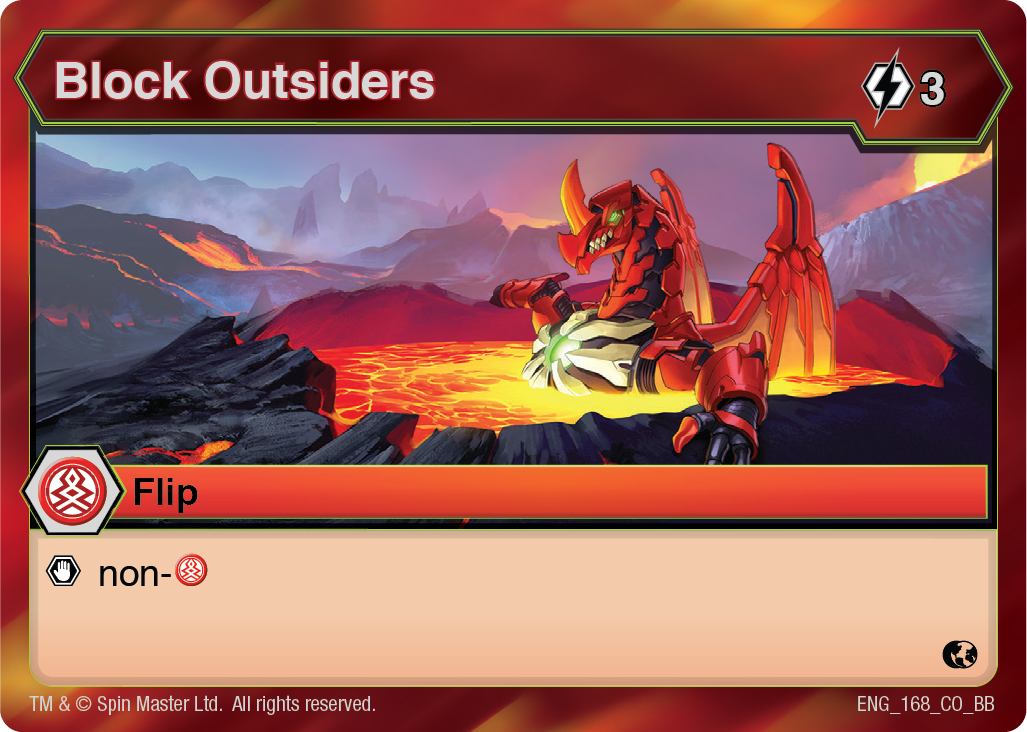 Block Outsiders
3
Flip
non-
TM & © Spin Master Ltd. All rights reserved.
ENG_168_CO_BB